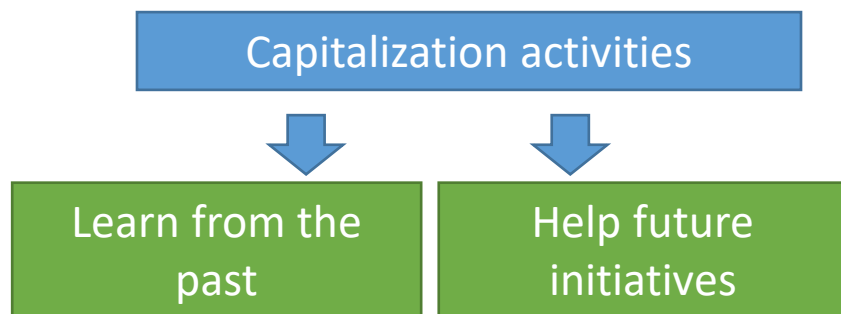 Capitalization activities
Learn from the
past
Help future
initiatives